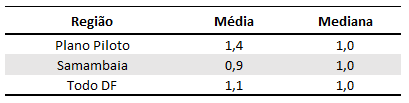 Região Média Mediana
Plano Piloto 1,4 1,0
Samambaia 0,9 1,0
Todo DF 1,1 1,0